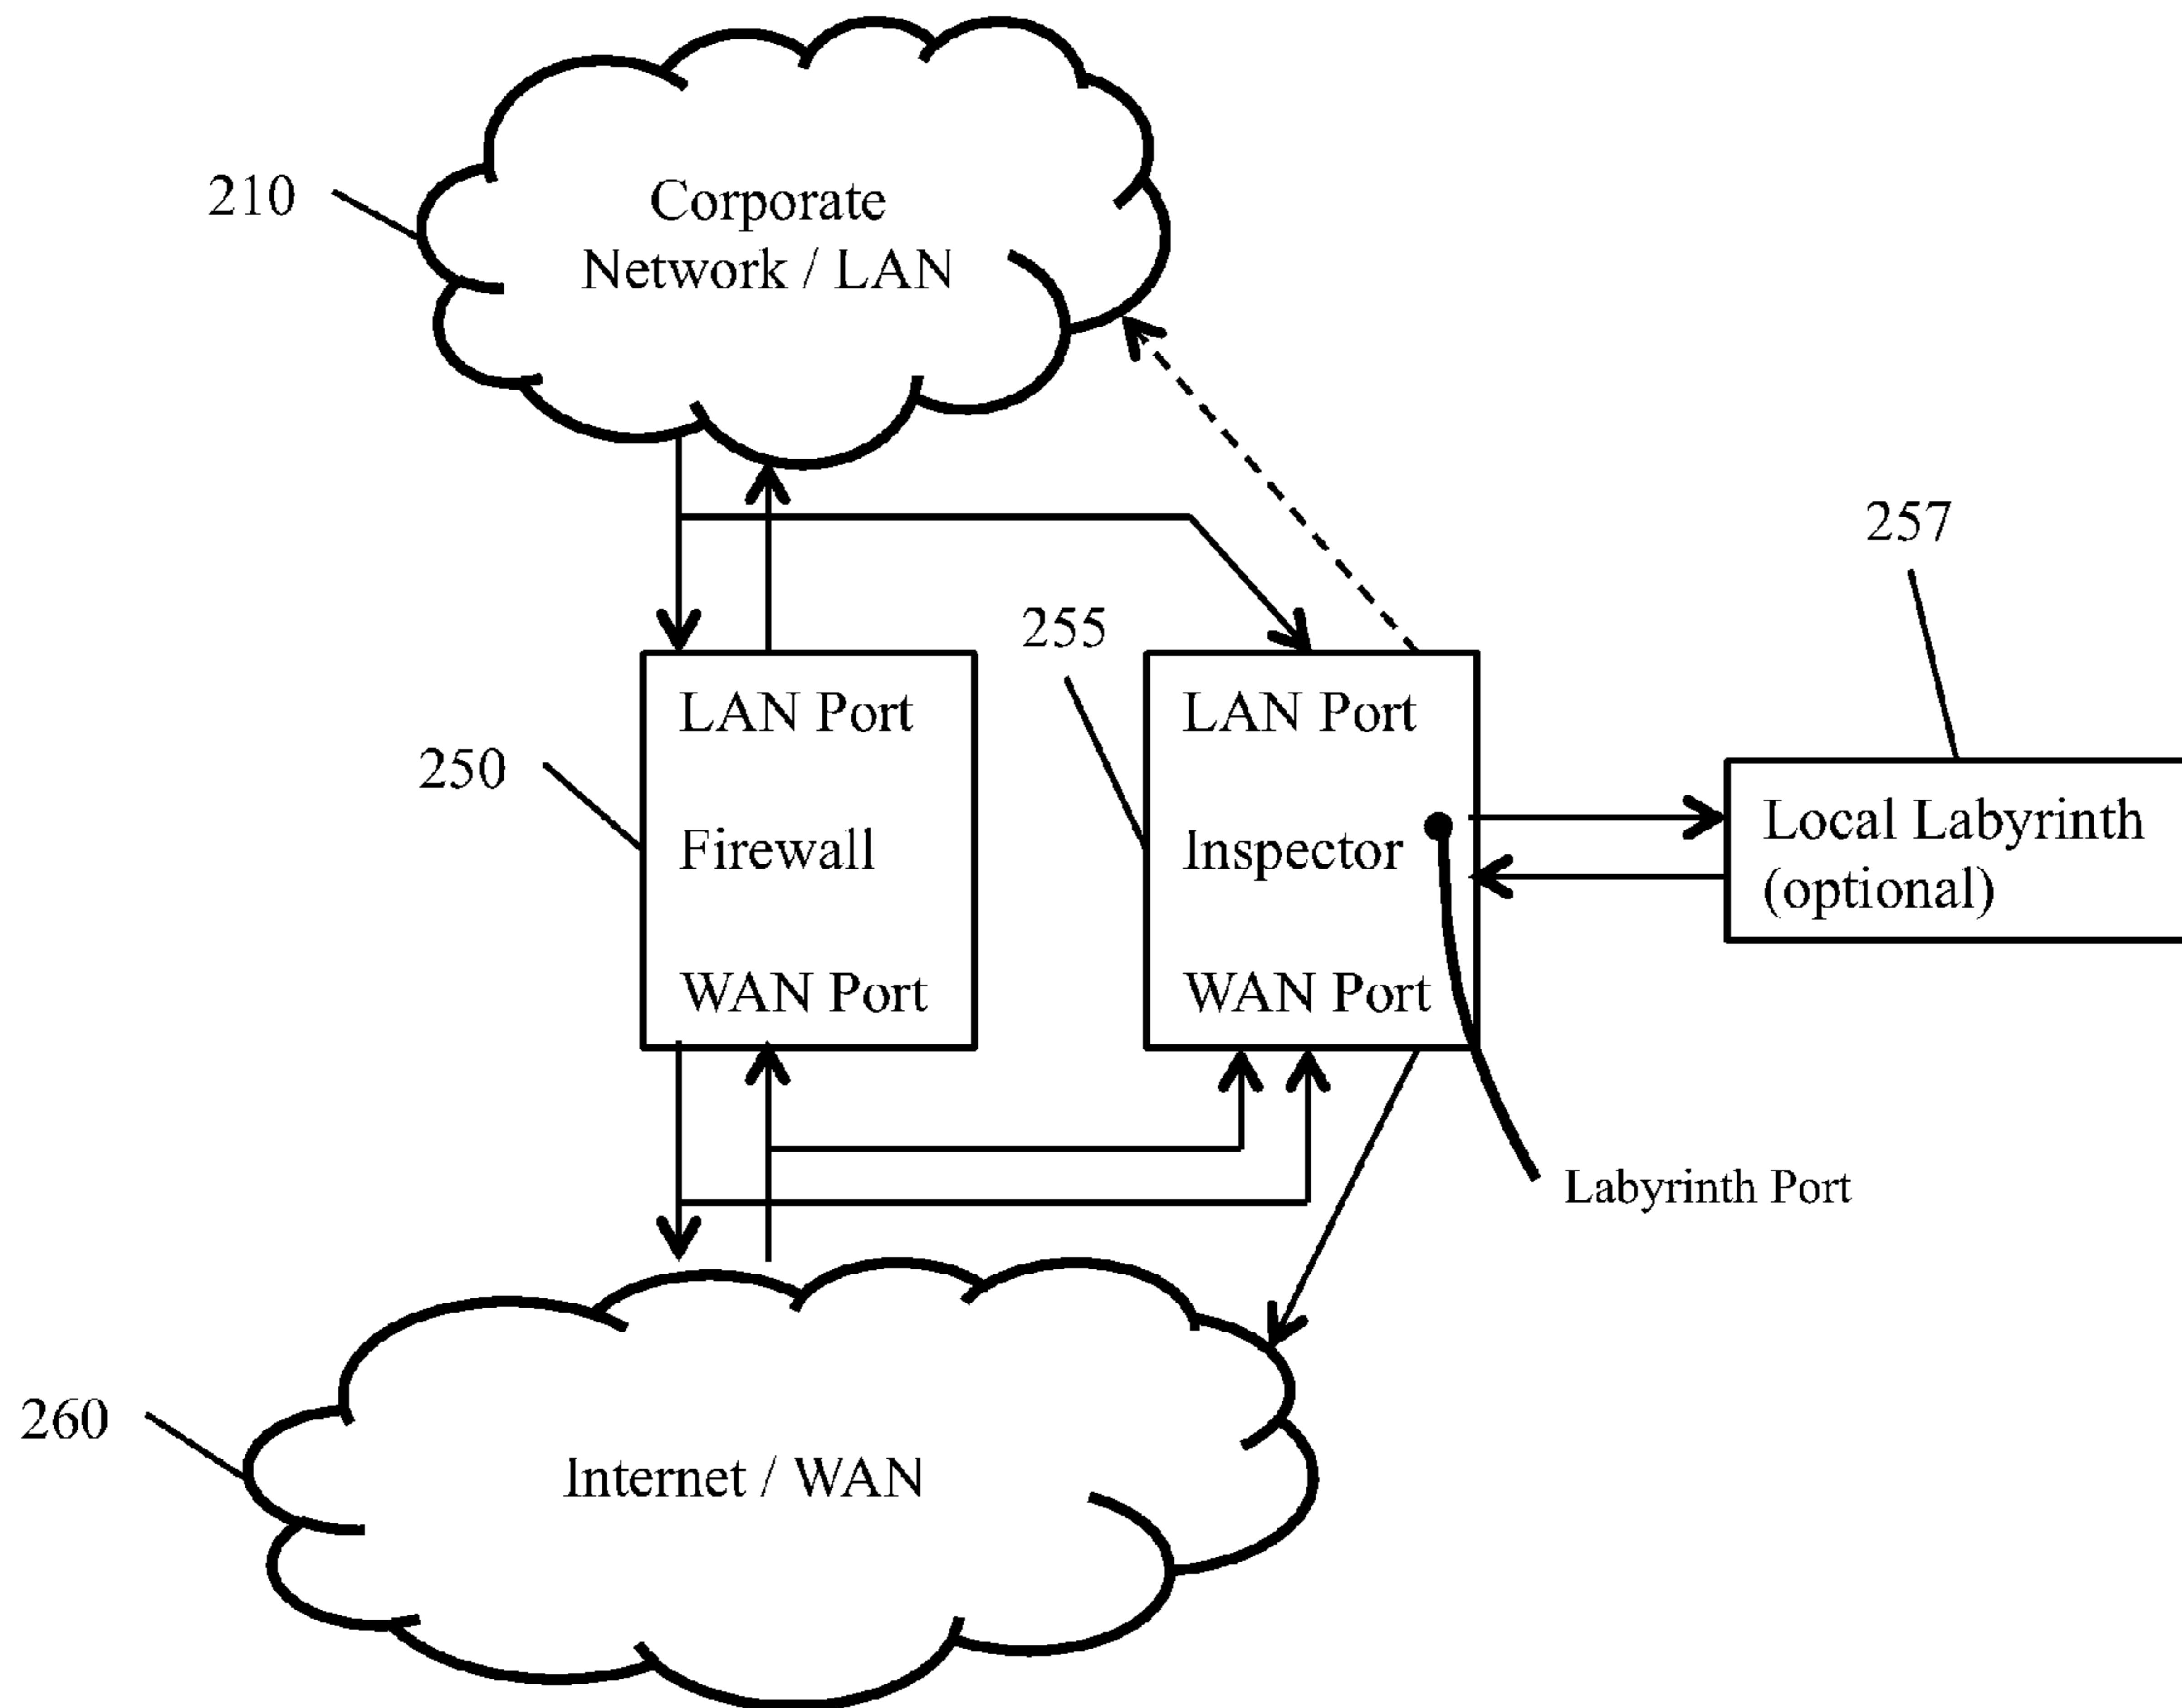 210
Corporate
Network / LAN
257
255
250
LAN Port
Firewall
WAN Port
LAN Port
Inspector
WAN Port
Local Labyrinth
(optional)
Labyrinth Port
260
Internet / WAN